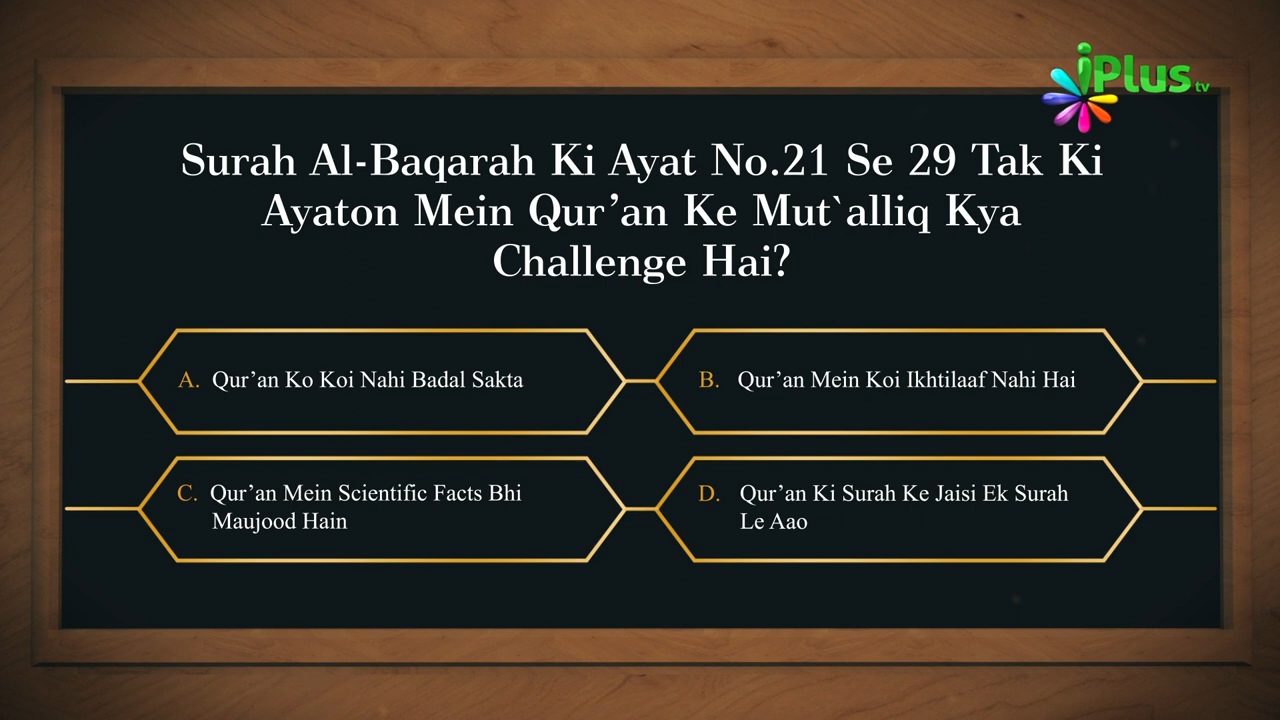 iPlus tv
Surah Al-Baqarah Ki Ayat No.21 Se 29 Tak Ki
Ayaton Mein Qur’an Ke Mut`alliq Kya
Challenge Hai?
A. Qur’an Ko Koi Nahi Badal Sakta
B. Qur’an Mein Koi Ikhtilaaf Nahi Hai
C. Qur’an Mein Scientific Facts Bhi
Maujood Hain
D. Qur’an Ki Surah Ke Jaisi Ek Surah
Le Aao